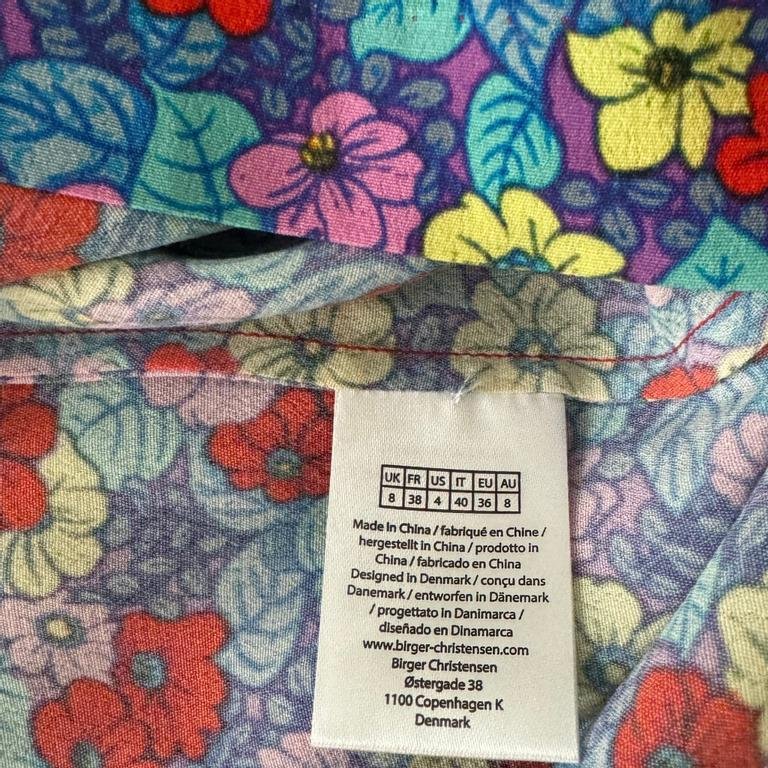 UK FR US IT EU AU
8 38 4 40 36 8
Made in China / fabriqué en Chine /
hergestellt in China / prodotto in
China / fabricado en China
Designed in Denmark / conçu dans
Danemark / entworfen in Dänemark
/ progettato in Danimarca /
diseñado en Dinamarca
www.birger-christensen.com
Birger Christensen
Østergade 38
1100 Copenhagen K
Denmark